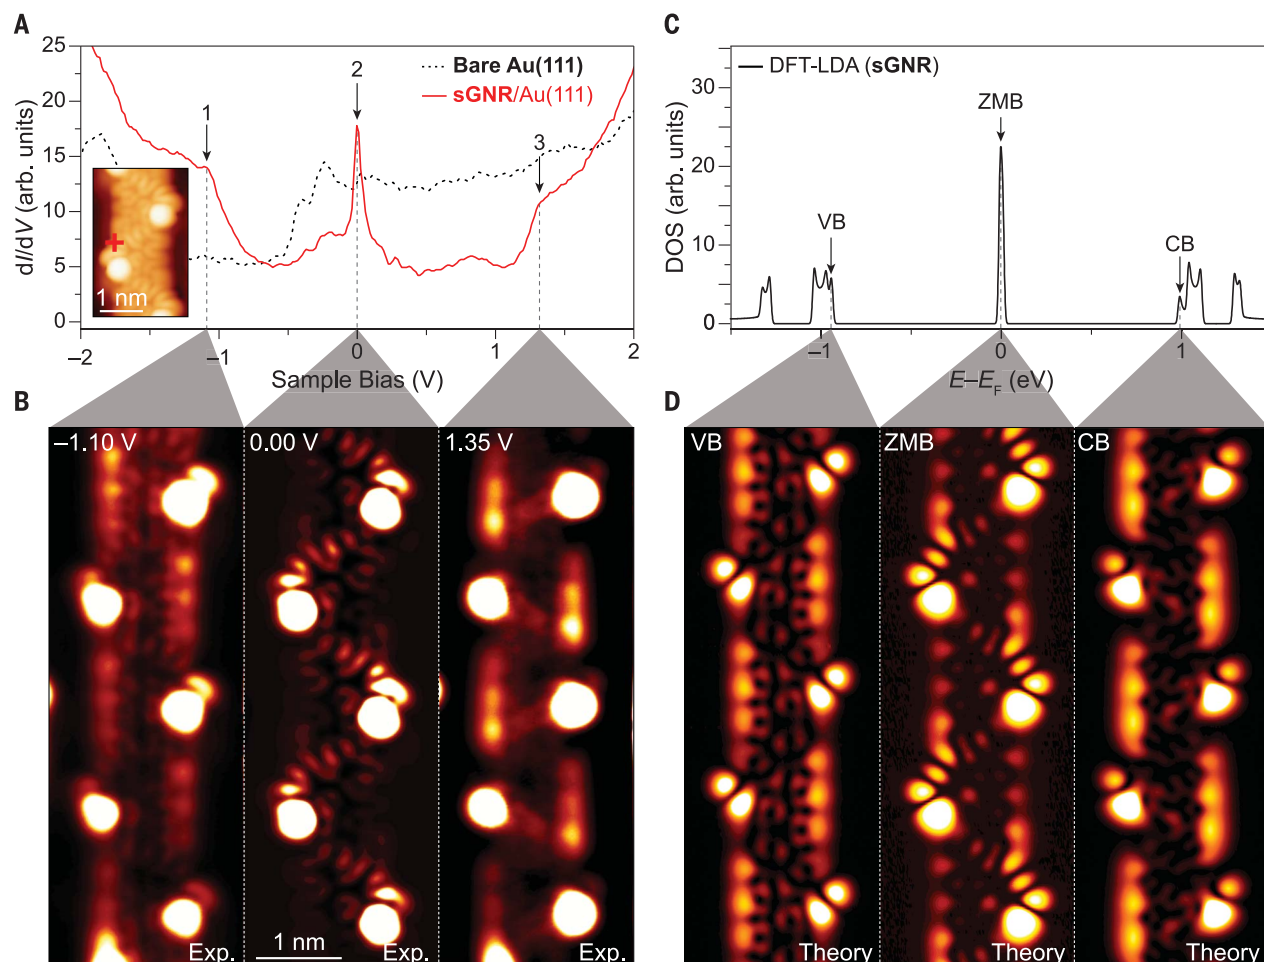 A
25
20
15
10
5
0
dI/dV (arb. units)
Bare Au(111)
sGNR/Au(111)
1
2
3
1 nm
–2
–1
0
1
2
Sample Bias (V)
C
30
20
10
0
DOS (arb. units)
DFT-LDA (sGNR)
ZMB
VB
CB
–1
0
1
E–EF (eV)
B
–1.10 V
0.00 V
1.35 V
Exp.
1 nm
Exp.
Exp.
D
VB
ZMB
CB
Theory
Theory
Theory